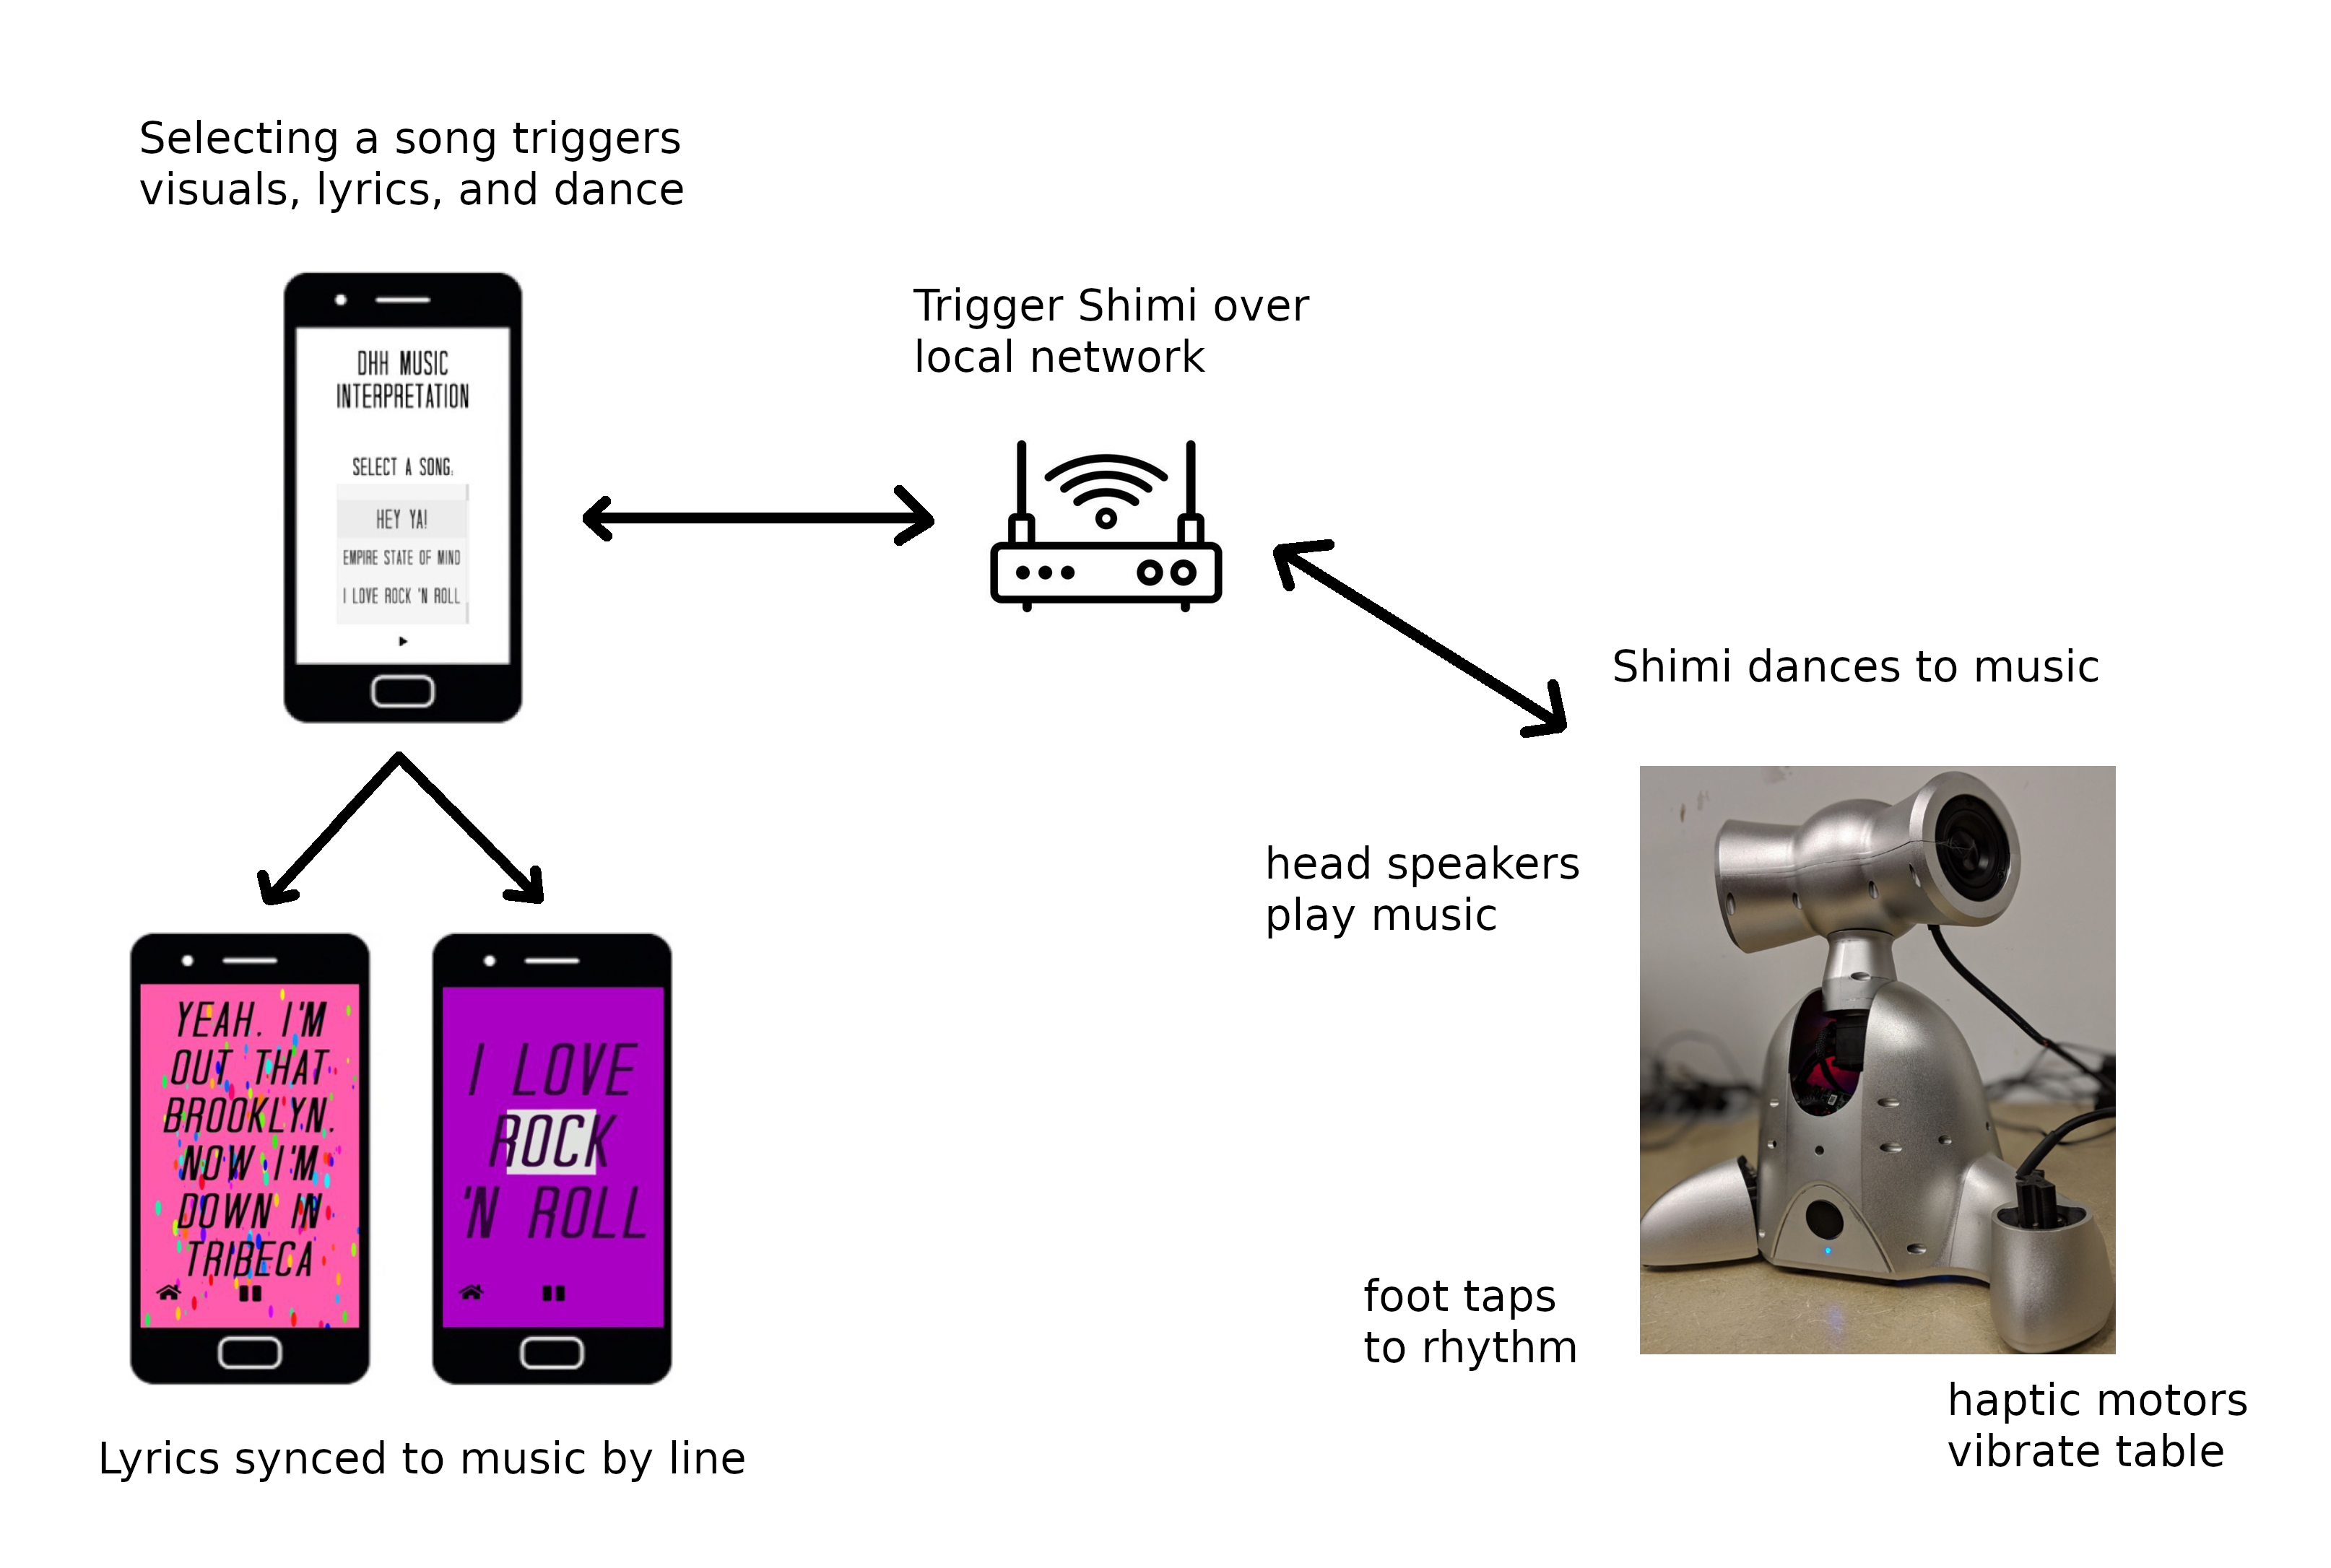 Selecting a song triggers
visuals, lyrics, and dance
DHH MUSIC
INTERPRETATION
SELECT A SONG:
HEY YA!
EMPIRE STATE OF MIND
I LOVE ROCK 'N ROLL
Trigger Shimi over
local network
Shimi dances to music
head speakers
play music
foot taps
to rhythm
haptic motors
vibrate table
YEAH. I'M
OUT THAT
BROOKLYN.
NOW I'M
DOWN IN
TRIBECA
I LOVE
ROCK
'N ROLL
Lyrics synced to music by line